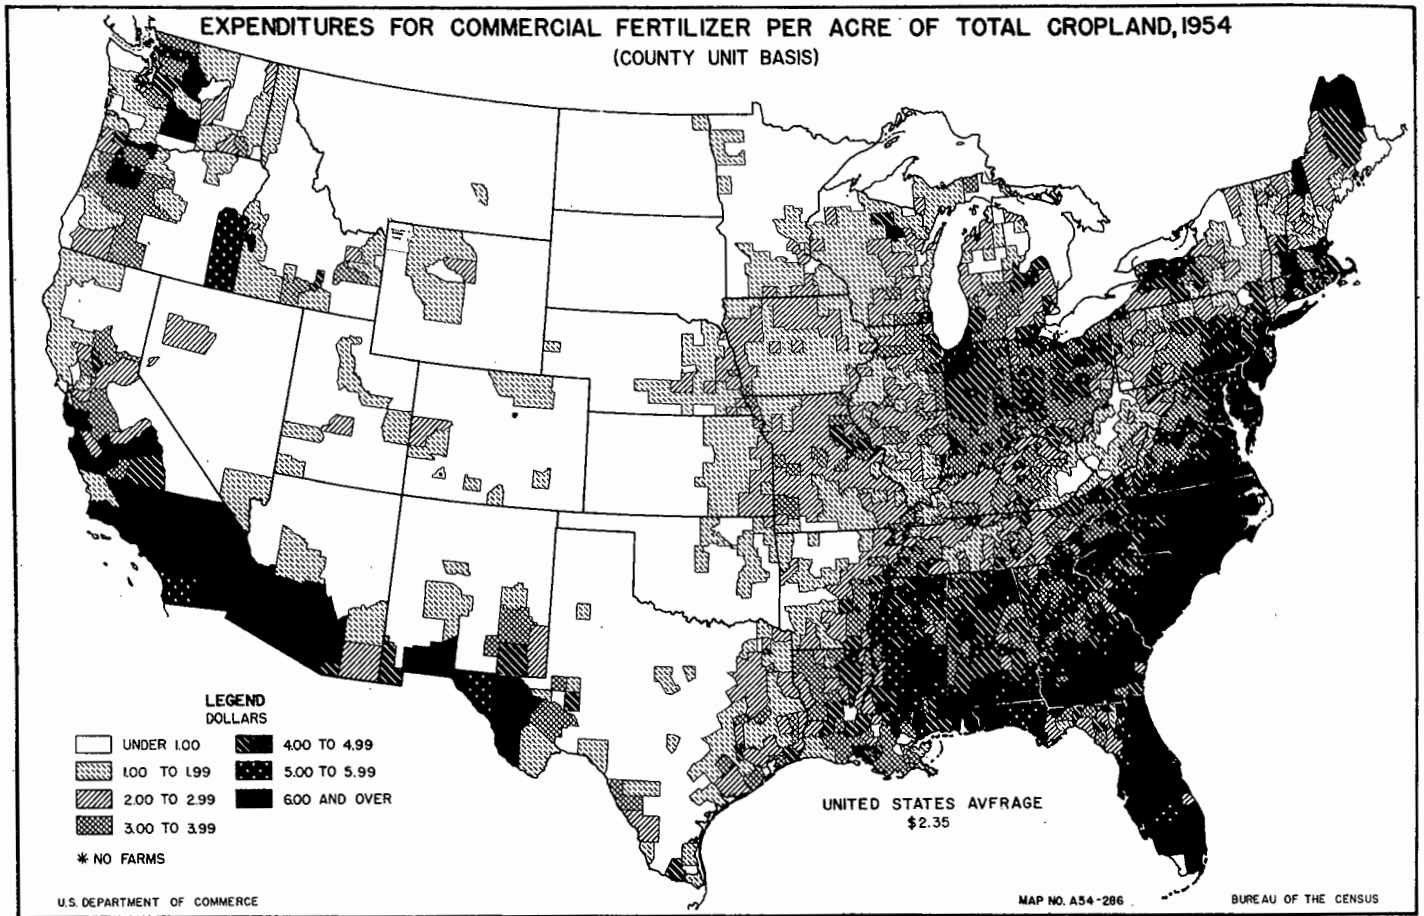 EXPENDITURES FOR COMMERCIAL FERTILIZER PER ACRE OF TOTAL CROPLAND, 1954
(COUNTY UNIT BASIS)
LEGEND
DOLLARS
UNDER 1.00
1.00 TO 1.99
2.00 TO 2.99
3.00 TO 3.99
4.00 TO 4.99
5.00 TO 5.99
6.00 AND OVER
* NO FARMS
UNITED STATES AVFRAGE
$2.35
U.S. DEPARTMENT OF COMMERCE
MAP NO. A54-286
BUREAU OF THE CENSUS